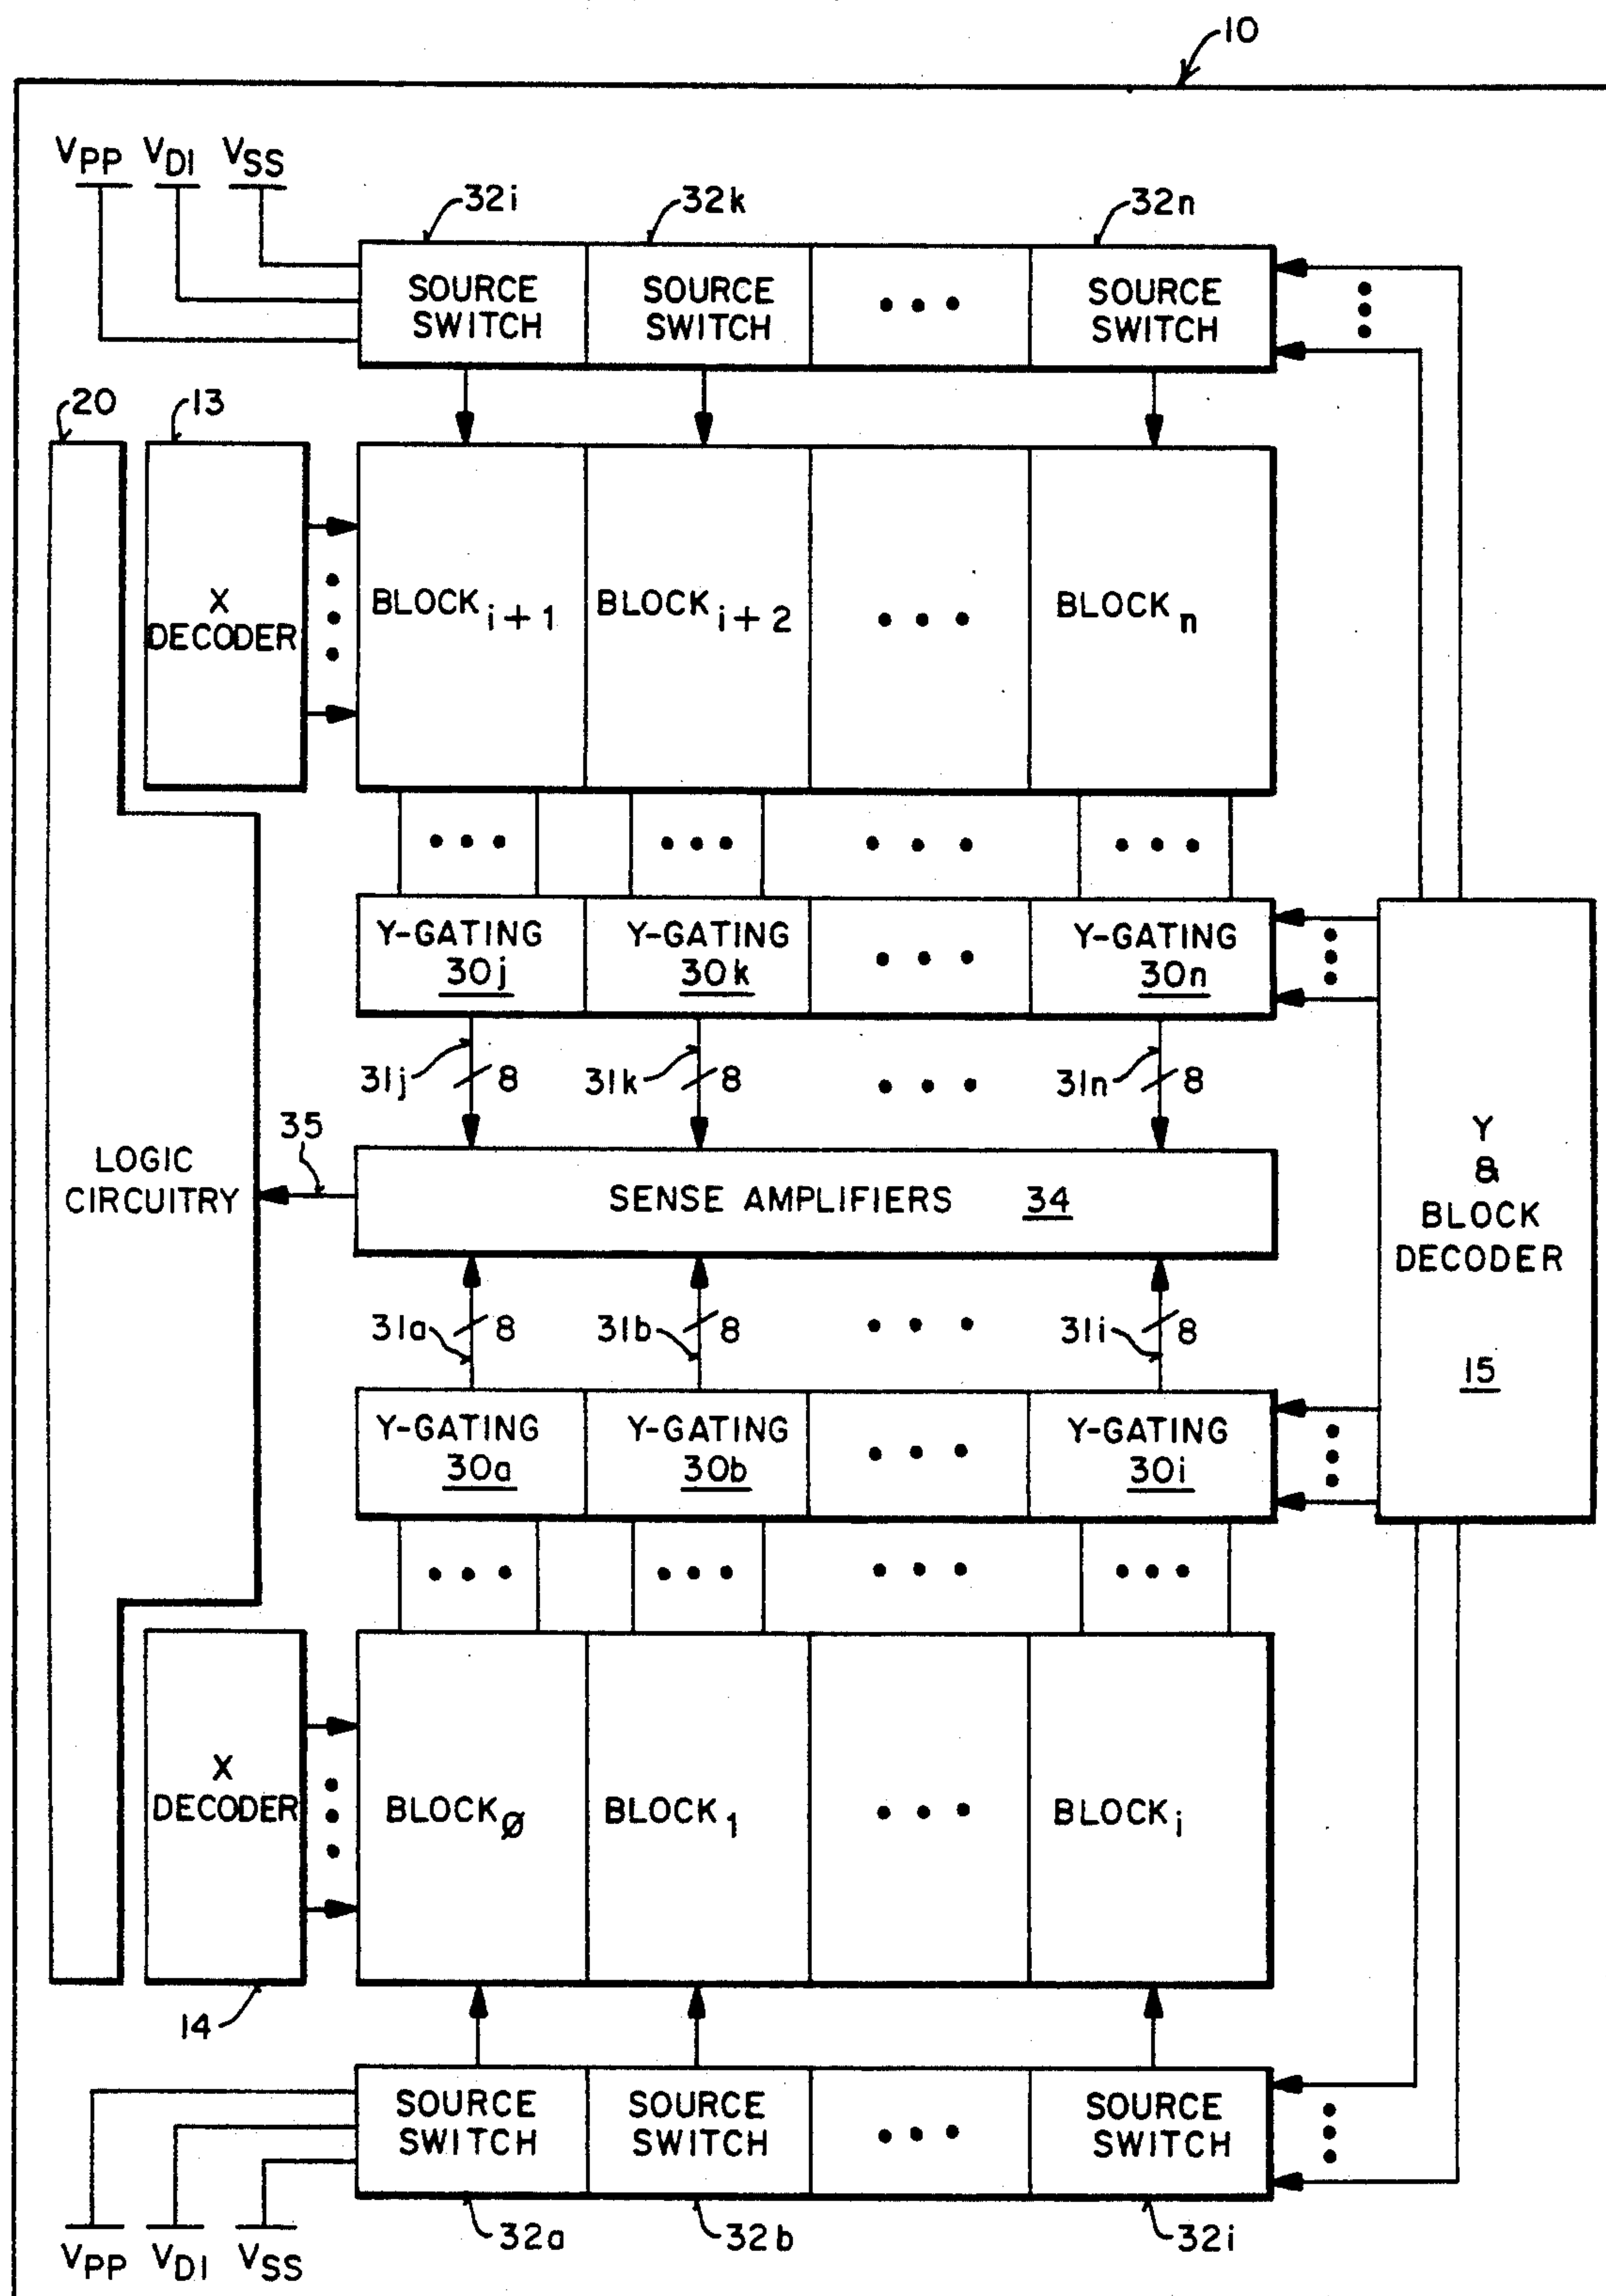 10
VPP VDI VSS
32i 32k 32n
SOURCE SWITCH
SOURCE SWITCH
SOURCE SWITCH
20 13
X DECODER
BLOCKi+1
BLOCKi+2
BLOCKn
Y-GATING 30j
Y-GATING 30k
Y-GATING 30n
31j 8 31k 8 31n 8
35
LOGIC CIRCUITRY
SENSE AMPLIFIERS 34
Y & BLOCK DECODER 15
31a 8 31b 8 31i 8
Y-GATING 30a
Y-GATING 30b
Y-GATING 30i
X DECODER
BLOCKØ
BLOCK1
BLOCKi
14
SOURCE SWITCH
SOURCE SWITCH
SOURCE SWITCH
32a 32b 32i
VPP VDI VSS